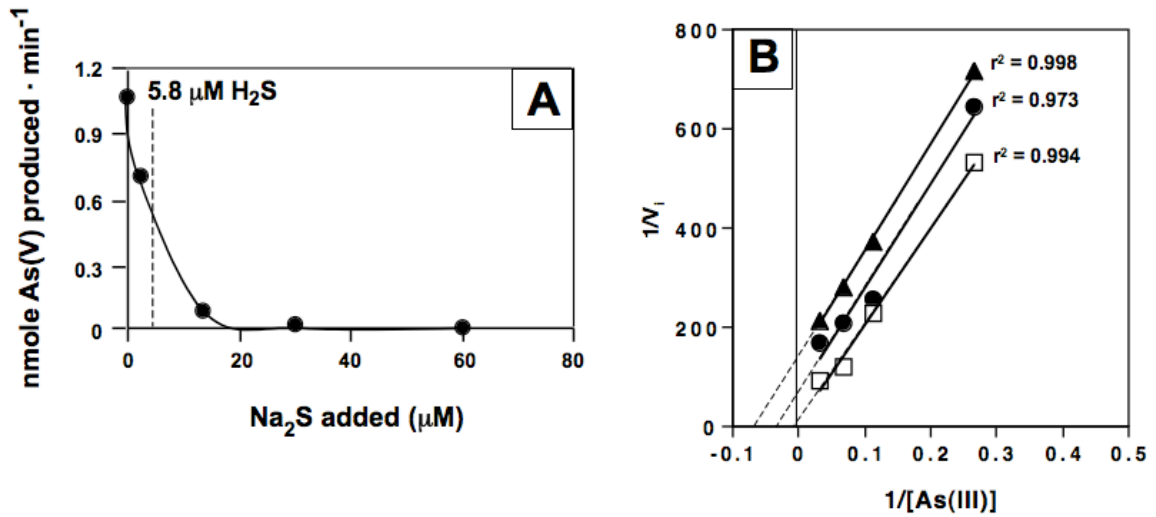 A
nmole As(V) produced · min⁻¹
1.2
0.9
0.6
0.3
0
5.8 μM H₂S
0 20 40 60 80
Na₂S added (μM)
B
1/Vᵢ
800
600
400
200
0
r² = 0.998
r² = 0.973
r² = 0.994
-0.1 0 0.1 0.2 0.3 0.4 0.5
1/[As(III)]